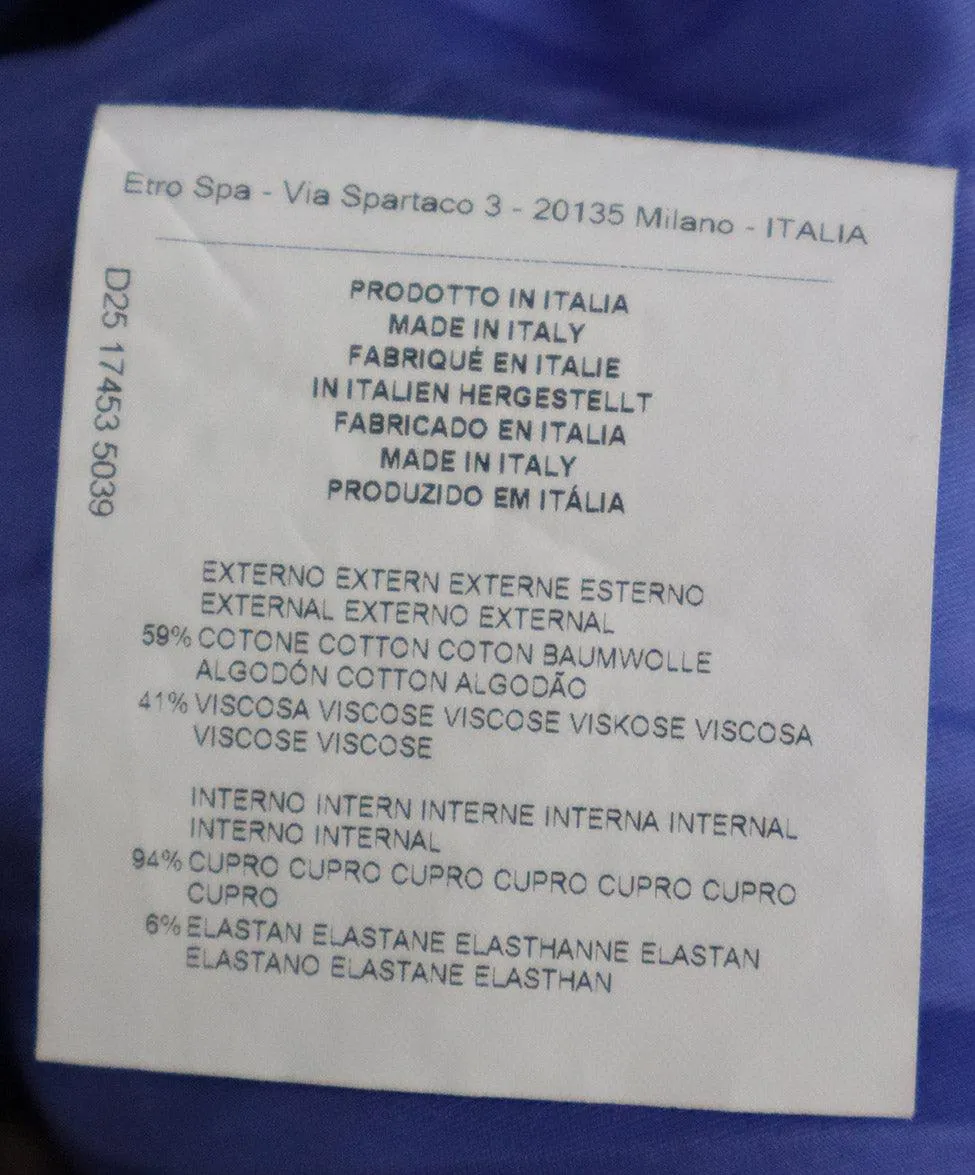 Etro Spa - Via Spartaco 3 - 20135 Milano - ITALIA
D25 17453 5039
PRODOTTO IN ITALIA
MADE IN ITALY
FABRIQUÉ EN ITALIE
IN ITALIEN HERGESTELLT
FABRICADO EN ITALIA
MADE IN ITALY
PRODUZIDO EM ITÁLIA
EXTERNO EXTERN EXTERNE ESTERNO
EXTERNAL EXTERNO EXTERNAL
59% COTONE COTTON COTON BAUMWOLLE
ALGODÓN COTTON ALGODÃO
41% VISCOSA VISCOSE VISCOSE VISKOSE VISCOSA
VISCOSE VISCOSE
INTERNO INTERN INTERNE INTERNA INTERNAL
INTERNO INTERNAL
94% CUPRO CUPRO CUPRO CUPRO CUPRO CUPRO
CUPRO
6% ELASTAN ELASTANE ELASTHANNE ELASTAN
ELASTANO ELASTANE ELASTHAN